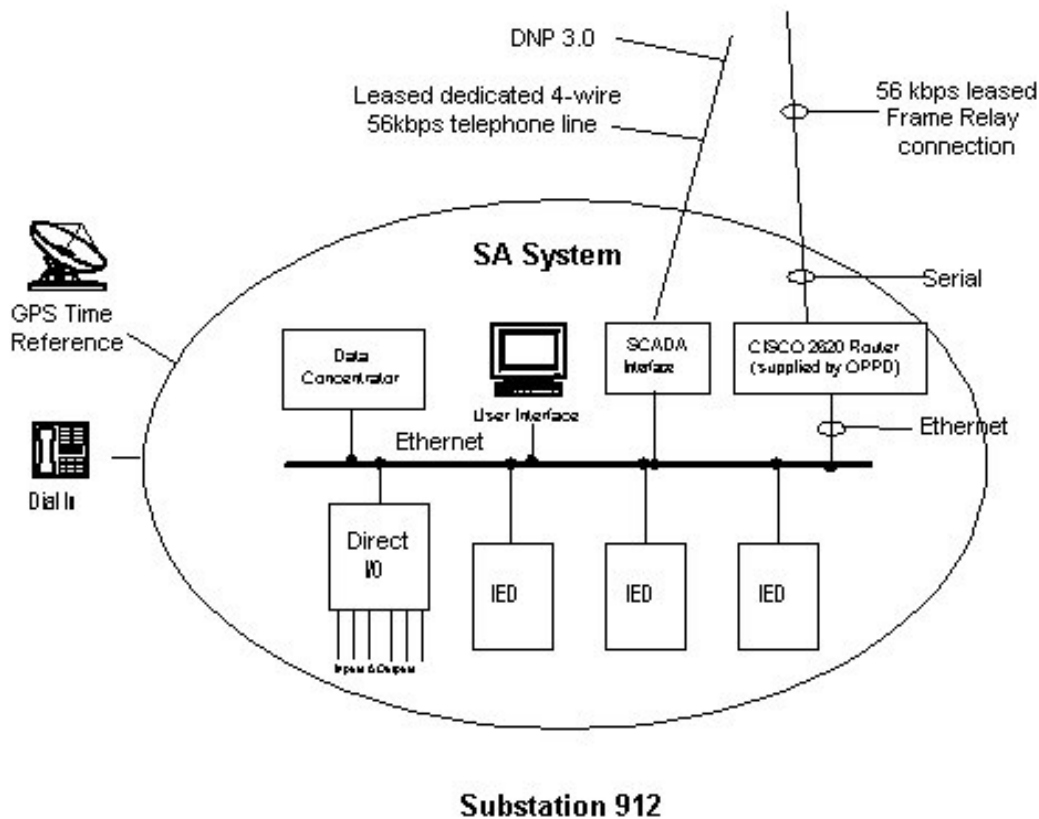 DNP 3.0
Leased dedicated 4-wire
56kbps telephone line
56 kbps leased
Frame Relay
connection
SA System
Serial
GPS Time
Reference
Data
Concentrator
User Interface
SCADA
Interface
CISCO 2620 Router
(supplied by OPPD)
Ethernet
Ethernet
Dial In
Direct
I/O
IED
IED
IED
Inputs & Outputs
Substation 912